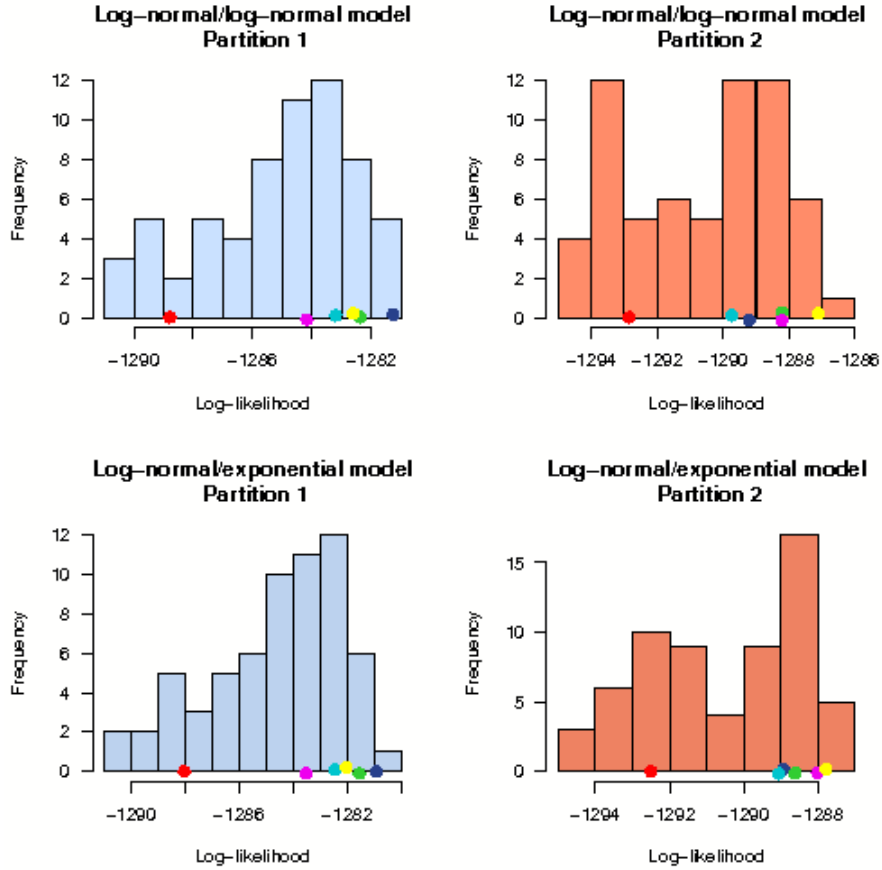 Log-normal/log-normal model
Partition 1
12
10
8
6
4
2
0
Frequency
-1290
-1286
-1282
Log-likelihood
Log-normal/log-normal model
Partition 2
12
10
8
6
4
2
0
Frequency
-1294
-1292
-1290
-1288
-1286
Log-likelihood
Log-normal/exponential model
Partition 1
12
10
8
6
4
2
0
Frequency
-1290
-1286
-1282
Log-likelihood
Log-normal/exponential model
Partition 2
15
10
5
0
Frequency
-1294
-1292
-1290
-1288
Log-likelihood